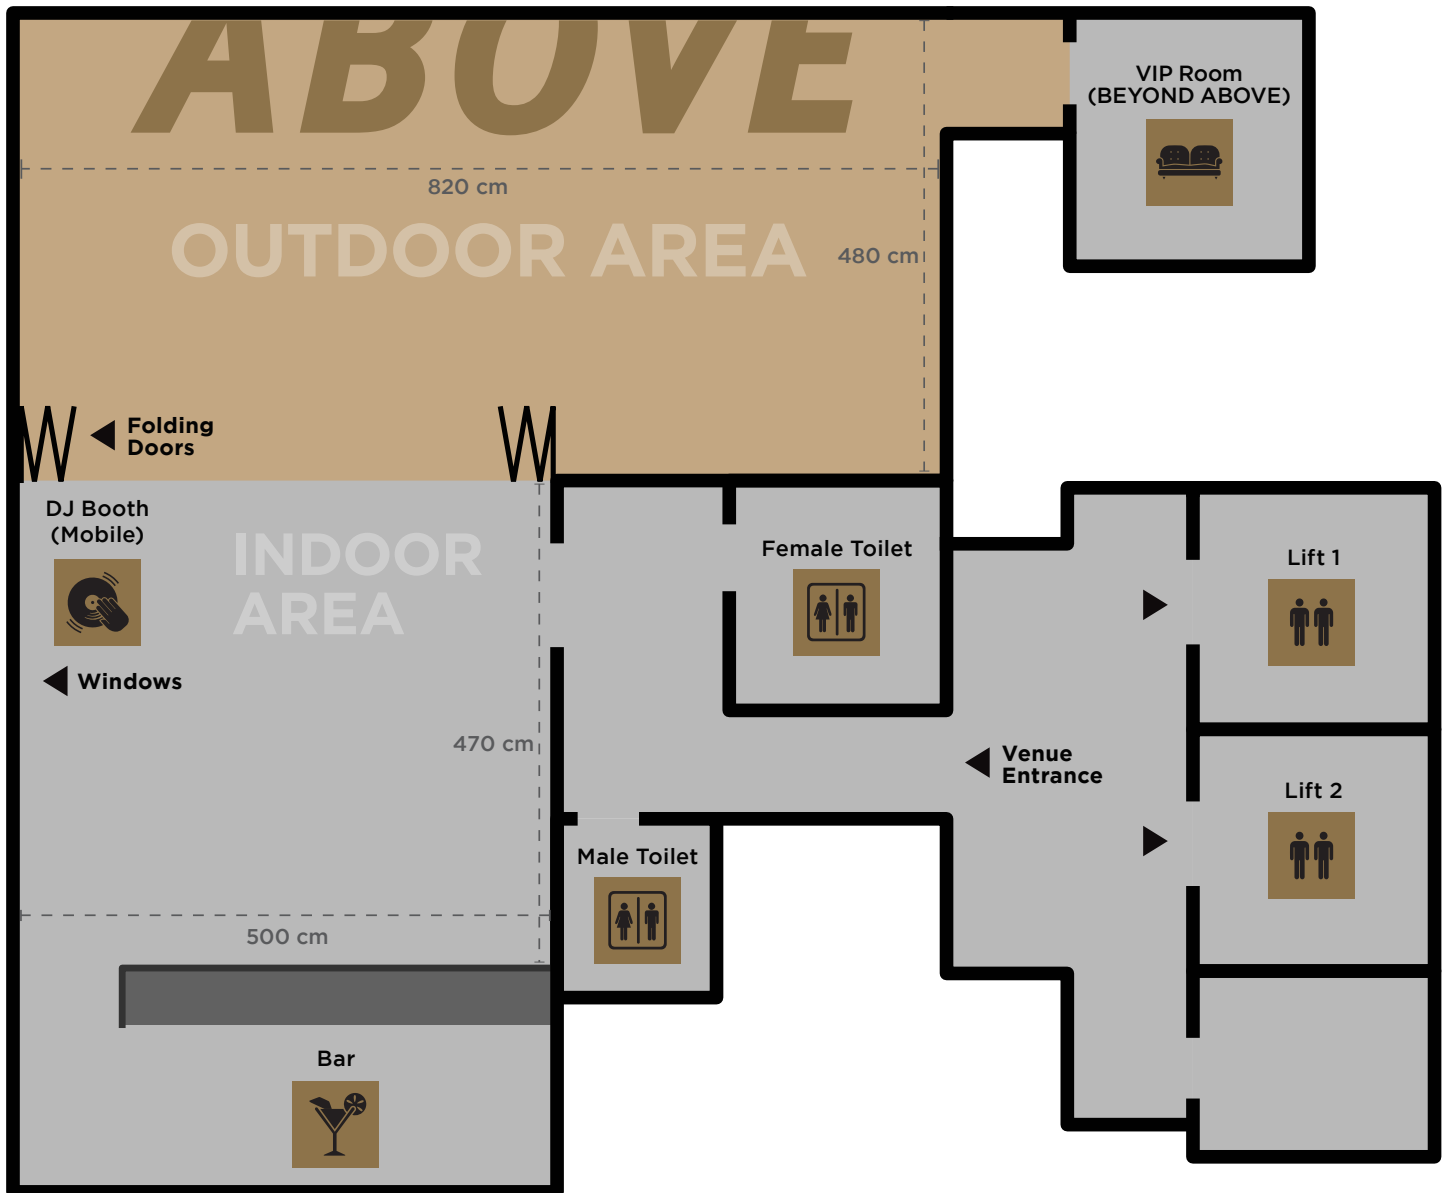 ABOVE
VIP Room
(BEYOND ABOVE)
820 cm
OUTDOOR AREA
480 cm
Folding
Doors
DJ Booth
(Mobile)
INDOOR
AREA
Female Toilet
Lift 1
Windows
470 cm
Venue
Entrance
Lift 2
Male Toilet
500 cm
Bar